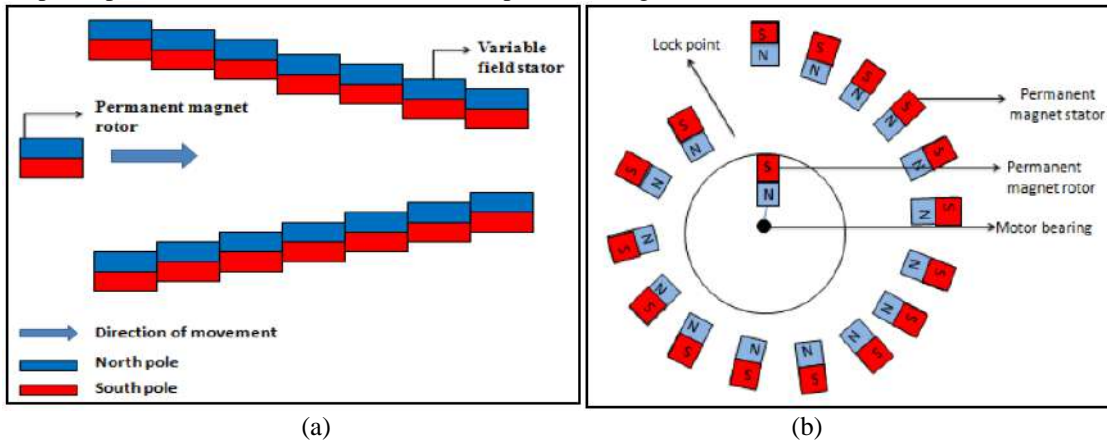 Variable
field stator
Permanent magnet
rotor
Direction of movement
North pole
South pole
(a)
Lock point
Permanent
magnet stator
Permanent
magnet rotor
Motor bearing
S
N
S
N
S
N
S
N
N
S
N
S
N
S
N
S
N
S
N
S
N
S
N
S
N
S
N
S
S
N
S
N
S
N
(b)